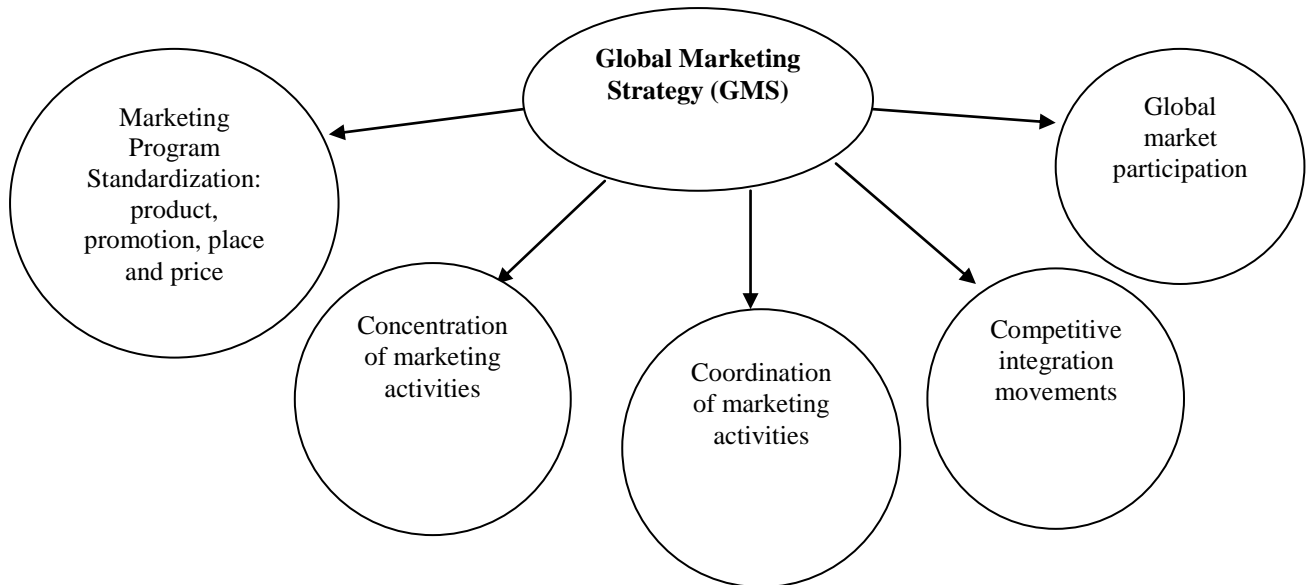 Global Marketing
Strategy (GMS)
Marketing
Program
Standardization:
product,
promotion, place
and price
Concentration
of marketing
activities
Coordination
of marketing
activities
Competitive
integration
movements
Global
market
participation